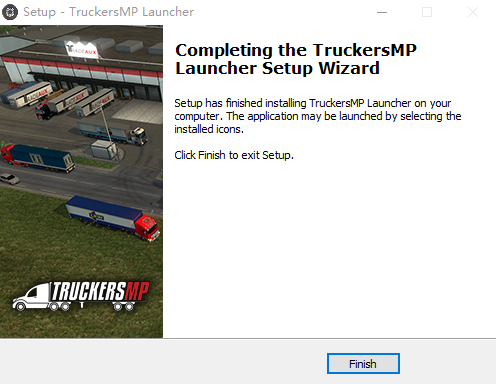 Setup - TruckersMP Launcher
TRADEAUX
Completing the TruckersMP
Launcher Setup Wizard
Setup has finished installing TruckersMP Launcher on your
computer. The application may be launched by selecting the
installed icons.
Click Finish to exit Setup.
TRUCKERSMP
Finish